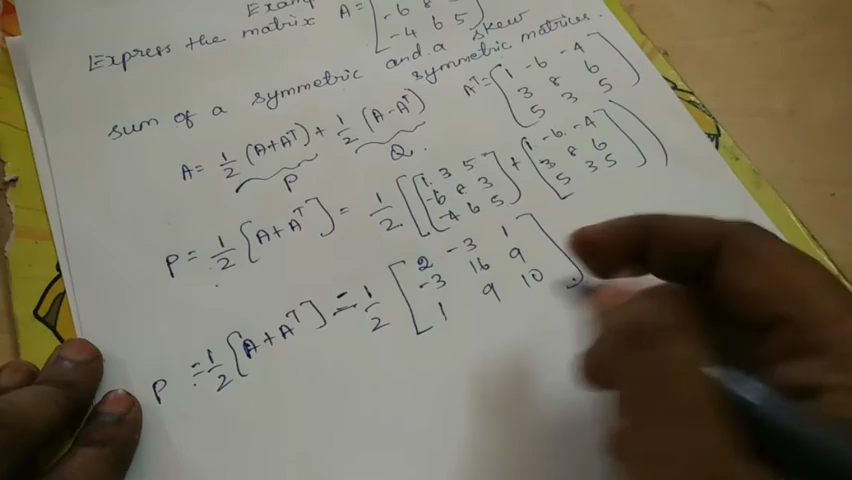 Exam
Express the matrix A = [
-6 8
-4 6 5 ]
sum of a symmetric and a skew
symmetric matrices.
A^T = [ 1 -6 -4
3 8 6
5 3 5 ]
A = 1/2 (A+A^T) + 1/2 (A-A^T)
P Q.
P = 1/2 [A+A^T] = 1/2 ( [ 1 3 5
-6 8 3
-4 6 5 ] + [ 1 -6 -4
3 8 6
5 3 5 ] )
P = 1/2 [A+A^T] = 1/2 [ 2 -3 1
-3 16 9
1 9 10 ].